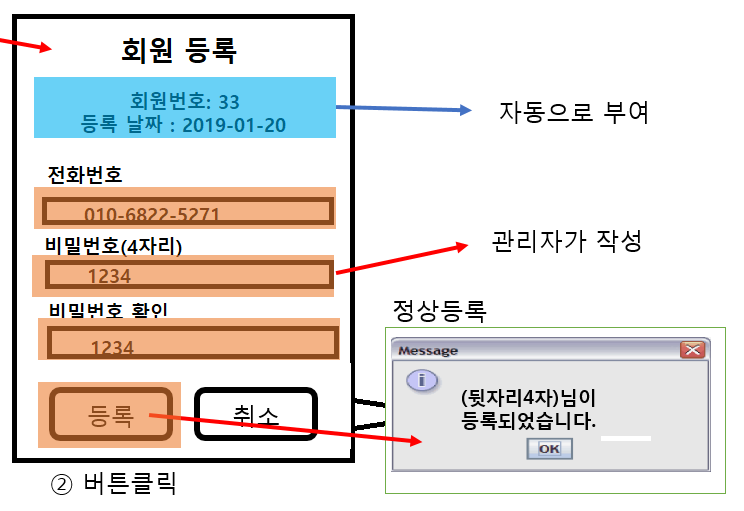 회원 등록
회원번호: 33
등록 날짜 : 2019-01-20
자동으로 부여
전화번호
010-6822-5271
비밀번호(4자리)
관리자가 작성
1234
비밀번호 확인
정상등록
1234
Message
(뒷자리4자)님이
등록되었습니다.
OK
등록
취소
② 버튼클릭